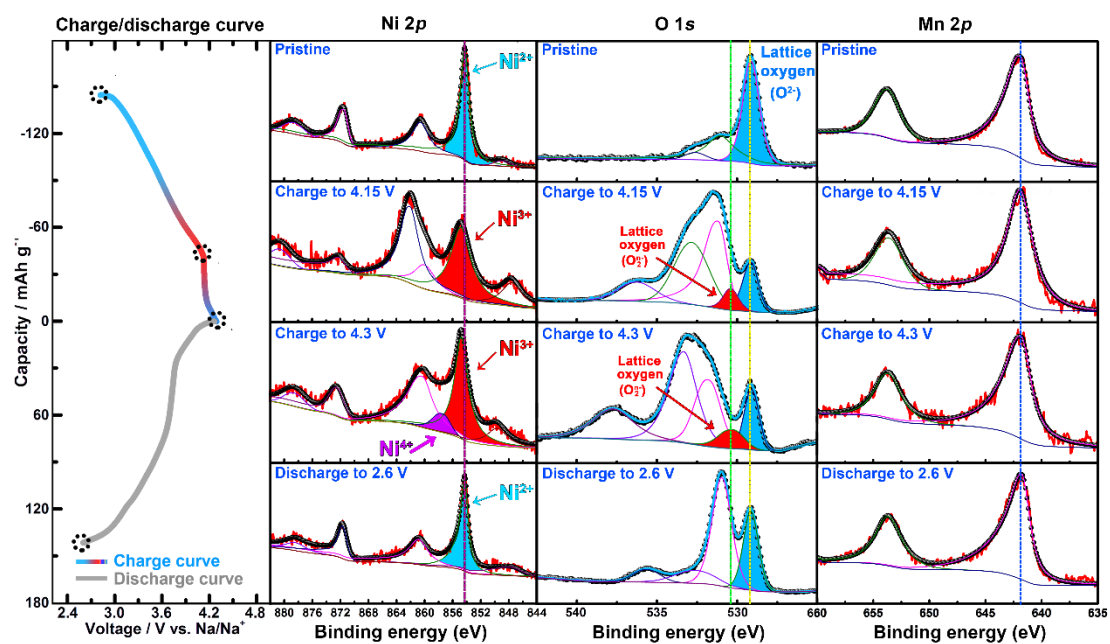 Charge/discharge curve
Ni 2p
O 1s
Mn 2p
Capacity / mAh g⁻¹
-120
-60
0
60
120
180
2.4 3.0 3.6 4.2 4.8
Voltage / V vs. Na/Na⁺
Charge curve
Discharge curve
Pristine
Ni²⁺
Charge to 4.15 V
Ni³⁺
Charge to 4.3 V
Ni³⁺
Ni⁴⁺
Discharge to 2.6 V
Ni²⁺
880 876 872 868 864 860 856 852 848 844
Binding energy (eV)
Pristine
Lattice
oxygen
(O²⁻)
Charge to 4.15 V
Lattice
oxygen
Charge to 4.3 V
Lattice
oxygen
Discharge to 2.6 V
540 535 530
Binding energy (eV)
Pristine
Charge to 4.15 V
Charge to 4.3 V
Discharge to 2.6 V
660 655 650 645 640 635
Binding energy (eV)